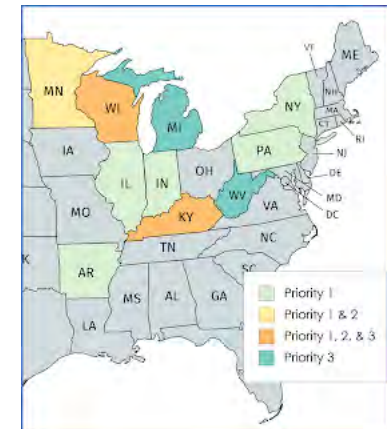 ME
VT
NH
MN
WI
NY
MA
CT
RI
MI
PA
NJ
IA
OH
IL
IN
DE
MD
WV
VA
DC
MO
KY
NC
TN
K
AR
SC
MS
AL
GA
LA
Priority 1
Priority 1 & 2
Priority 1, 2, & 3
Priority 3